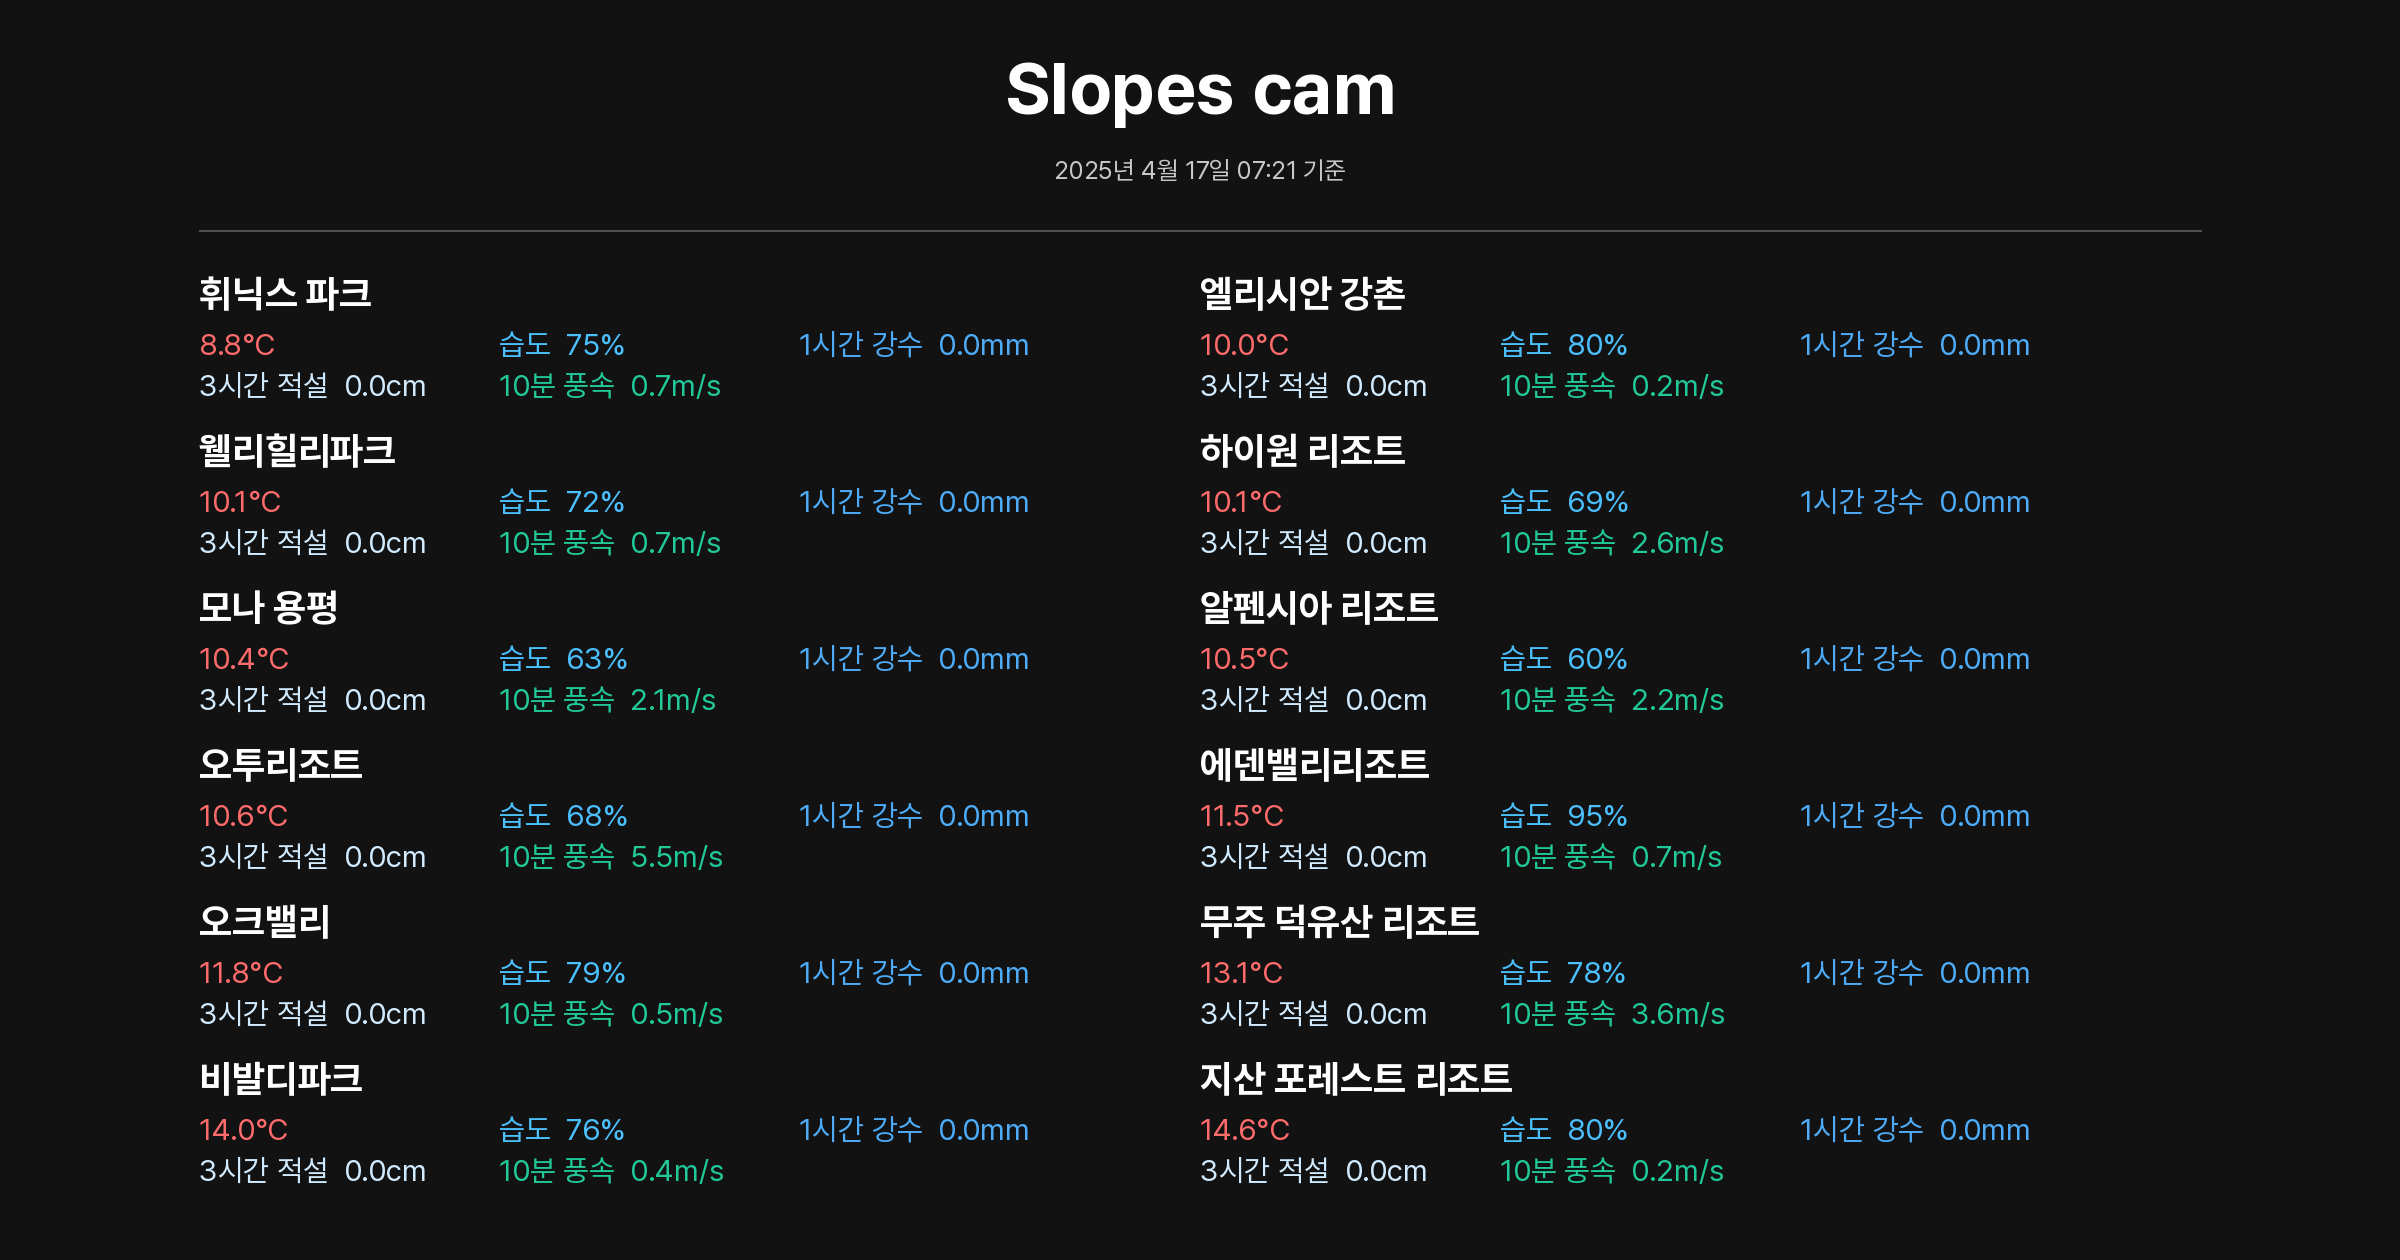 Slopes cam
2025년 4월 17일 07:21 기준
휘닉스 파크
8.8°C 습도 75% 1시간 강수 0.0mm
3시간 적설 0.0cm 10분 풍속 0.7m/s
엘리시안 강촌
10.0°C 습도 80% 1시간 강수 0.0mm
3시간 적설 0.0cm 10분 풍속 0.2m/s
웰리힐리파크
10.1°C 습도 72% 1시간 강수 0.0mm
3시간 적설 0.0cm 10분 풍속 0.7m/s
하이원 리조트
10.1°C 습도 69% 1시간 강수 0.0mm
3시간 적설 0.0cm 10분 풍속 2.6m/s
모나 용평
10.4°C 습도 63% 1시간 강수 0.0mm
3시간 적설 0.0cm 10분 풍속 2.1m/s
알펜시아 리조트
10.5°C 습도 60% 1시간 강수 0.0mm
3시간 적설 0.0cm 10분 풍속 2.2m/s
오투리조트
10.6°C 습도 68% 1시간 강수 0.0mm
3시간 적설 0.0cm 10분 풍속 5.5m/s
에덴밸리리조트
11.5°C 습도 95% 1시간 강수 0.0mm
3시간 적설 0.0cm 10분 풍속 0.7m/s
오크밸리
11.8°C 습도 79% 1시간 강수 0.0mm
3시간 적설 0.0cm 10분 풍속 0.5m/s
무주 덕유산 리조트
13.1°C 습도 78% 1시간 강수 0.0mm
3시간 적설 0.0cm 10분 풍속 3.6m/s
비발디파크
14.0°C 습도 76% 1시간 강수 0.0mm
3시간 적설 0.0cm 10분 풍속 0.4m/s
지산 포레스트 리조트
14.6°C 습도 80% 1시간 강수 0.0mm
3시간 적설 0.0cm 10분 풍속 0.2m/s